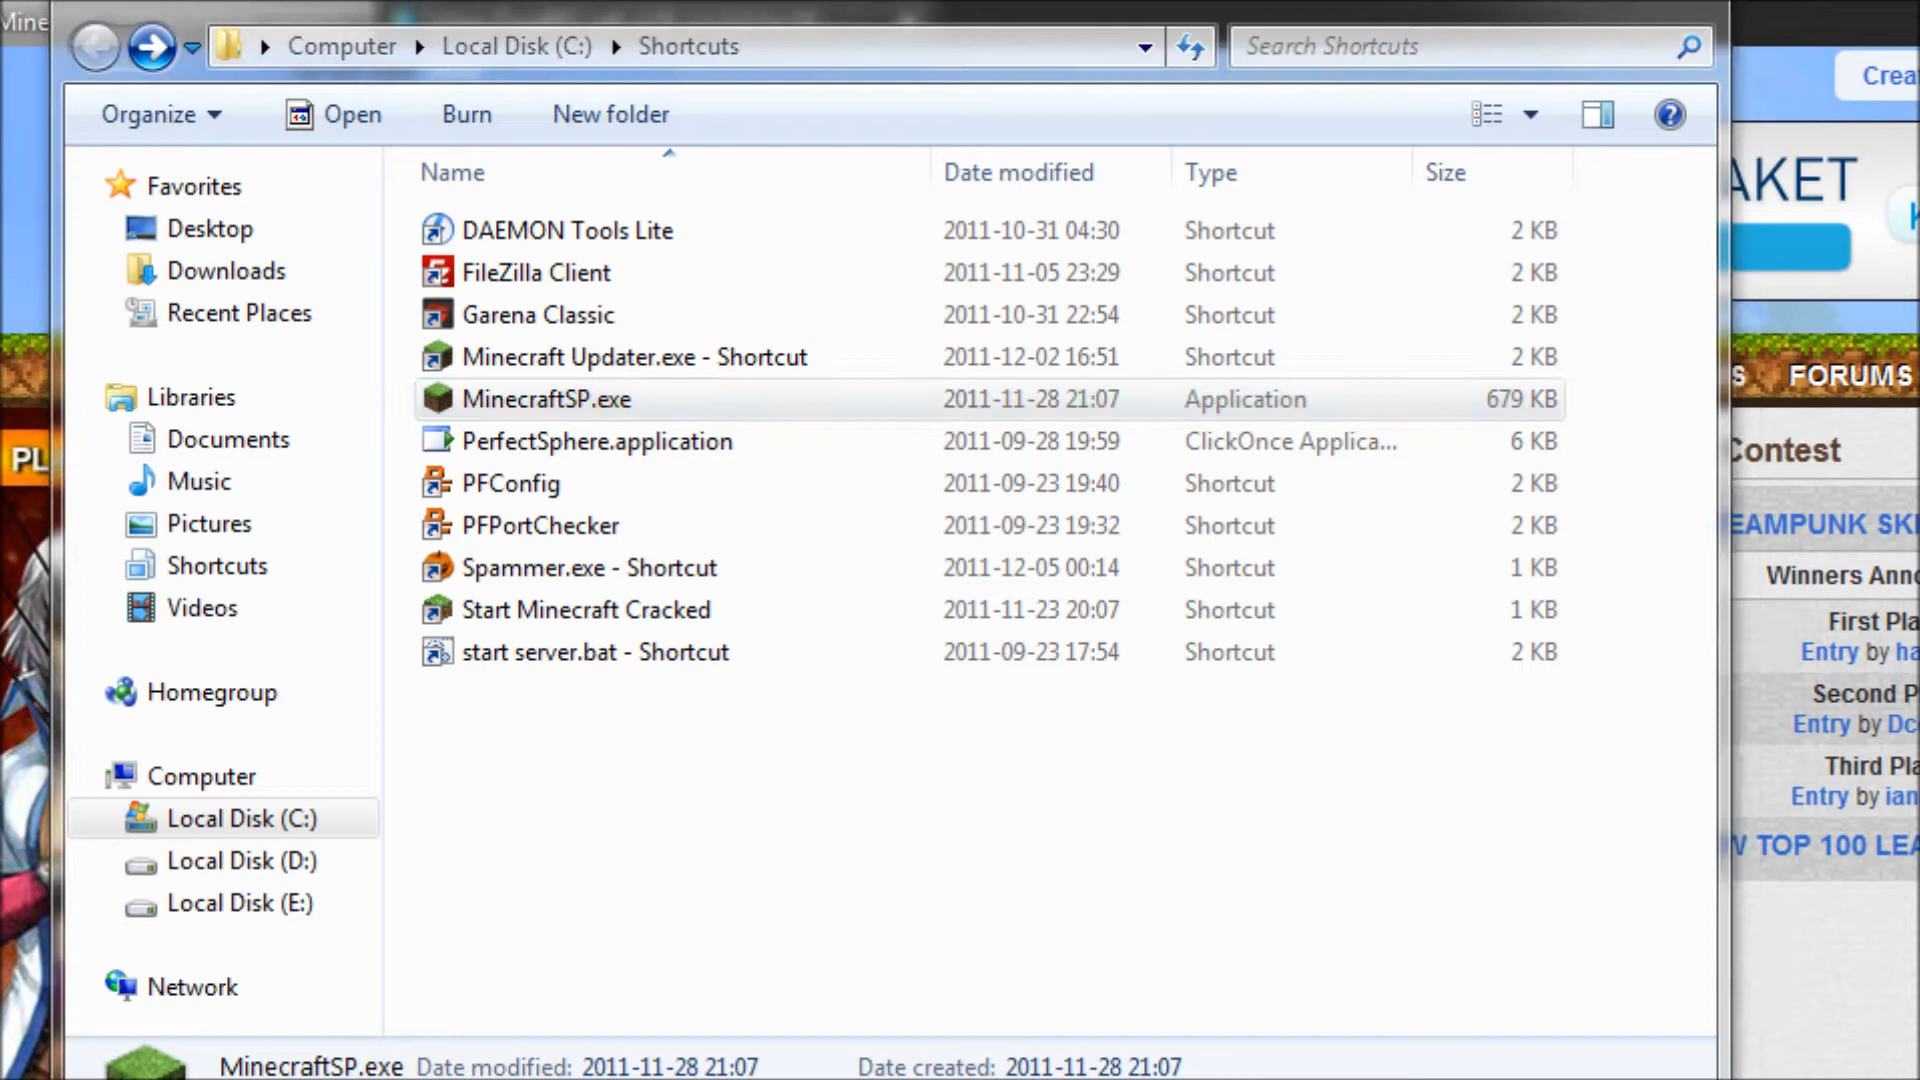 Mine
Computer Local Disk (C:) Shortcuts
Search Shortcuts
Crea
Organize Open Burn New folder
AKET
Name Date modified Type Size
Favorites
Desktop
Downloads
Recent Places
Libraries
Documents
Music
Pictures
Shortcuts
Videos
Homegroup
Computer
Local Disk (C:)
Local Disk (D:)
Local Disk (E:)
Network
DAEMON Tools Lite 2011-10-31 04:30 Shortcut 2 KB
FileZilla Client 2011-11-05 23:29 Shortcut 2 KB
Garena Classic 2011-10-31 22:54 Shortcut 2 KB
Minecraft Updater.exe - Shortcut 2011-12-02 16:51 Shortcut 2 KB
MinecraftSP.exe 2011-11-28 21:07 Application 679 KB
PerfectSphere.application 2011-09-28 19:59 ClickOnce Applica... 6 KB
PFConfig 2011-09-23 19:40 Shortcut 2 KB
PFPortChecker 2011-09-23 19:32 Shortcut 2 KB
Spammer.exe - Shortcut 2011-12-05 00:14 Shortcut 1 KB
Start Minecraft Cracked 2011-11-23 20:07 Shortcut 1 KB
start server.bat - Shortcut 2011-09-23 17:54 Shortcut 2 KB
MinecraftSP.exe Date modified: 2011-11-28 21:07 Date created: 2011-11-28 21:07
PL
S FORUMS
Contest
EAMPUNK SKI
Winners Anno
First Pla
Entry by ha
Second P
Entry by Dc
Third Pla
Entry by ian
W TOP 100 LEA